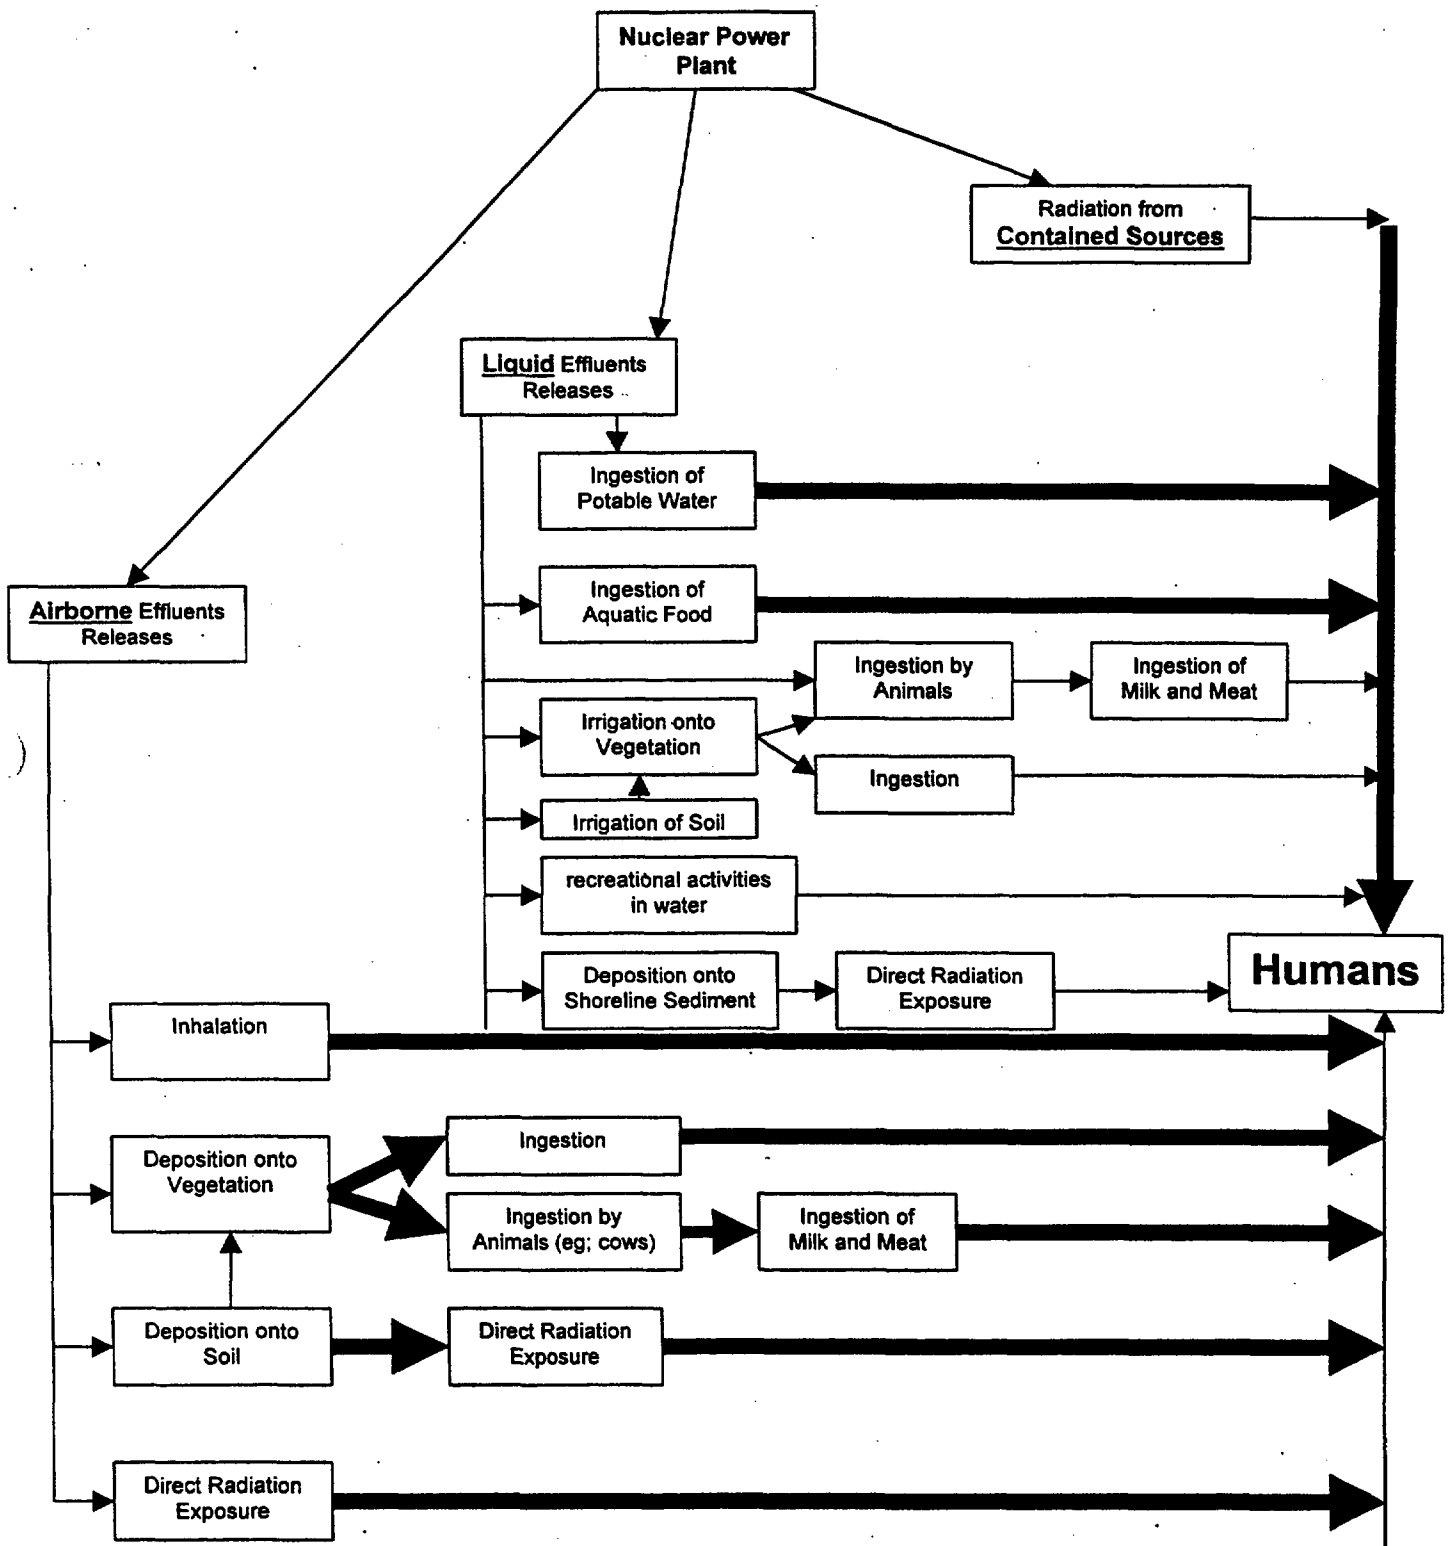 Nuclear Power
Plant
Radiation from
Contained Sources
Liquid Effluents
Releases
Ingestion of
Potable Water
Airborne Effluents
Releases
Ingestion of
Aquatic Food
Ingestion by
Animals
Ingestion of
Milk and Meat
Irrigation onto
Vegetation
Ingestion
Irrigation of Soil
recreational activities
in water
Humans
Deposition onto
Shoreline Sediment
Direct Radiation
Exposure
Inhalation
Deposition onto
Vegetation
Ingestion
Ingestion by
Animals (eg; cows)
Ingestion of
Milk and Meat
Deposition onto
Soil
Direct Radiation
Exposure
Direct Radiation
Exposure